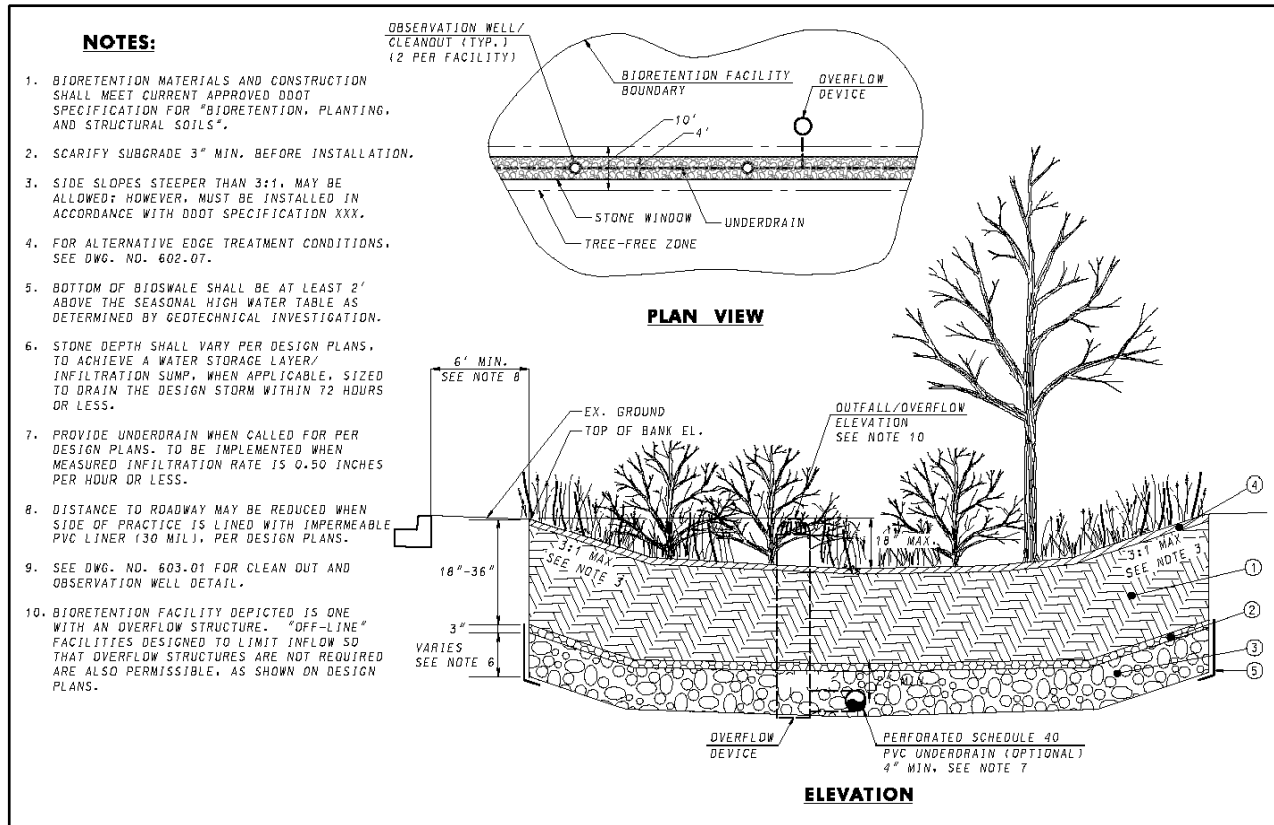 NOTES:
1. BIORETENTION MATERIALS AND CONSTRUCTION
SHALL MEET CURRENT APPROVED DDOT
SPECIFICATION FOR "BIORETENTION, PLANTING,
AND STRUCTURAL SOILS".
2. SCARIFY SUBGRADE 3" MIN. BEFORE INSTALLATION.
3. SIDE SLOPES STEEPER THAN 3:1, MAY BE
ALLOWED; HOWEVER, MUST BE INSTALLED IN
ACCORDANCE WITH DDOT SPECIFICATION XXX.
4. FOR ALTERNATIVE EDGE TREATMENT CONDITIONS,
SEE DWG. NO. 602.07.
5. BOTTOM OF BIOSWALE SHALL BE AT LEAST 2'
ABOVE THE SEASONAL HIGH WATER TABLE AS
DETERMINED BY GEOTECHNICAL INVESTIGATION.
6. STONE DEPTH SHALL VARY PER DESIGN PLANS,
TO ACHIEVE A WATER STORAGE LAYER/
INFILTRATION SUMP, WHEN APPLICABLE, SIZED
TO DRAIN THE DESIGN STORM WITHIN 72 HOURS
OR LESS.
7. PROVIDE UNDERDRAIN WHEN CALLED FOR PER
DESIGN PLANS. TO BE IMPLEMENTED WHEN
MEASURED INFILTRATION RATE IS 0.50 INCHES
PER HOUR OR LESS.
8. DISTANCE TO ROADWAY MAY BE REDUCED WHEN
SIDE OF PRACTICE IS LINED WITH IMPERMEABLE
PVC LINER (30 MIL), PER DESIGN PLANS.
9. SEE DWG. NO. 603.01 FOR CLEAN OUT AND
OBSERVATION WELL DETAIL.
10. BIORETENTION FACILITY DEPICTED IS ONE
WITH AN OVERFLOW STRUCTURE. "OFF-LINE"
FACILITIES DESIGNED TO LIMIT INFLOW SO
THAT OVERFLOW STRUCTURES ARE NOT REQUIRED
ARE ALSO PERMISSIBLE, AS SHOWN ON DESIGN
PLANS.
OBSERVATION WELL/
CLEANOUT (TYP.)
(2 PER FACILITY)
BIORETENTION FACILITY
BOUNDARY
OVERFLOW
DEVICE
10'
4'
STONE WINDOW
UNDERDRAIN
TREE-FREE ZONE
PLAN VIEW
6' MIN.
SEE NOTE 8
EX. GROUND
TOP OF BANK EL.
OUTFALL/OVERFLOW
ELEVATION
SEE NOTE 10
4
18" MAX.
3:1 MAX
SEE NOTE 3
3:1 MAX
SEE NOTE 3
18"-36"
1
2
3"
VARIES
SEE NOTE 6
3
5
MIN.
OVERFLOW
DEVICE
PERFORATED SCHEDULE 40
PVC UNDERDRAIN (OPTIONAL)
4" MIN. SEE NOTE 7
ELEVATION